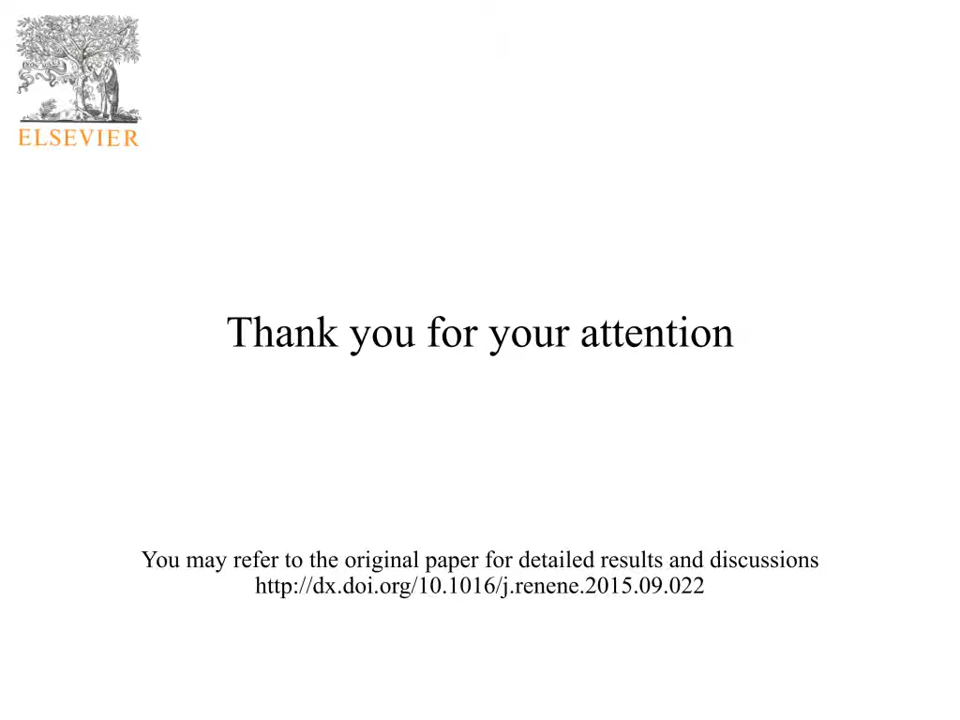 ELSEVIER
Thank you for your attention
You may refer to the original paper for detailed results and discussions
http://dx.doi.org/10.1016/j.renene.2015.09.022